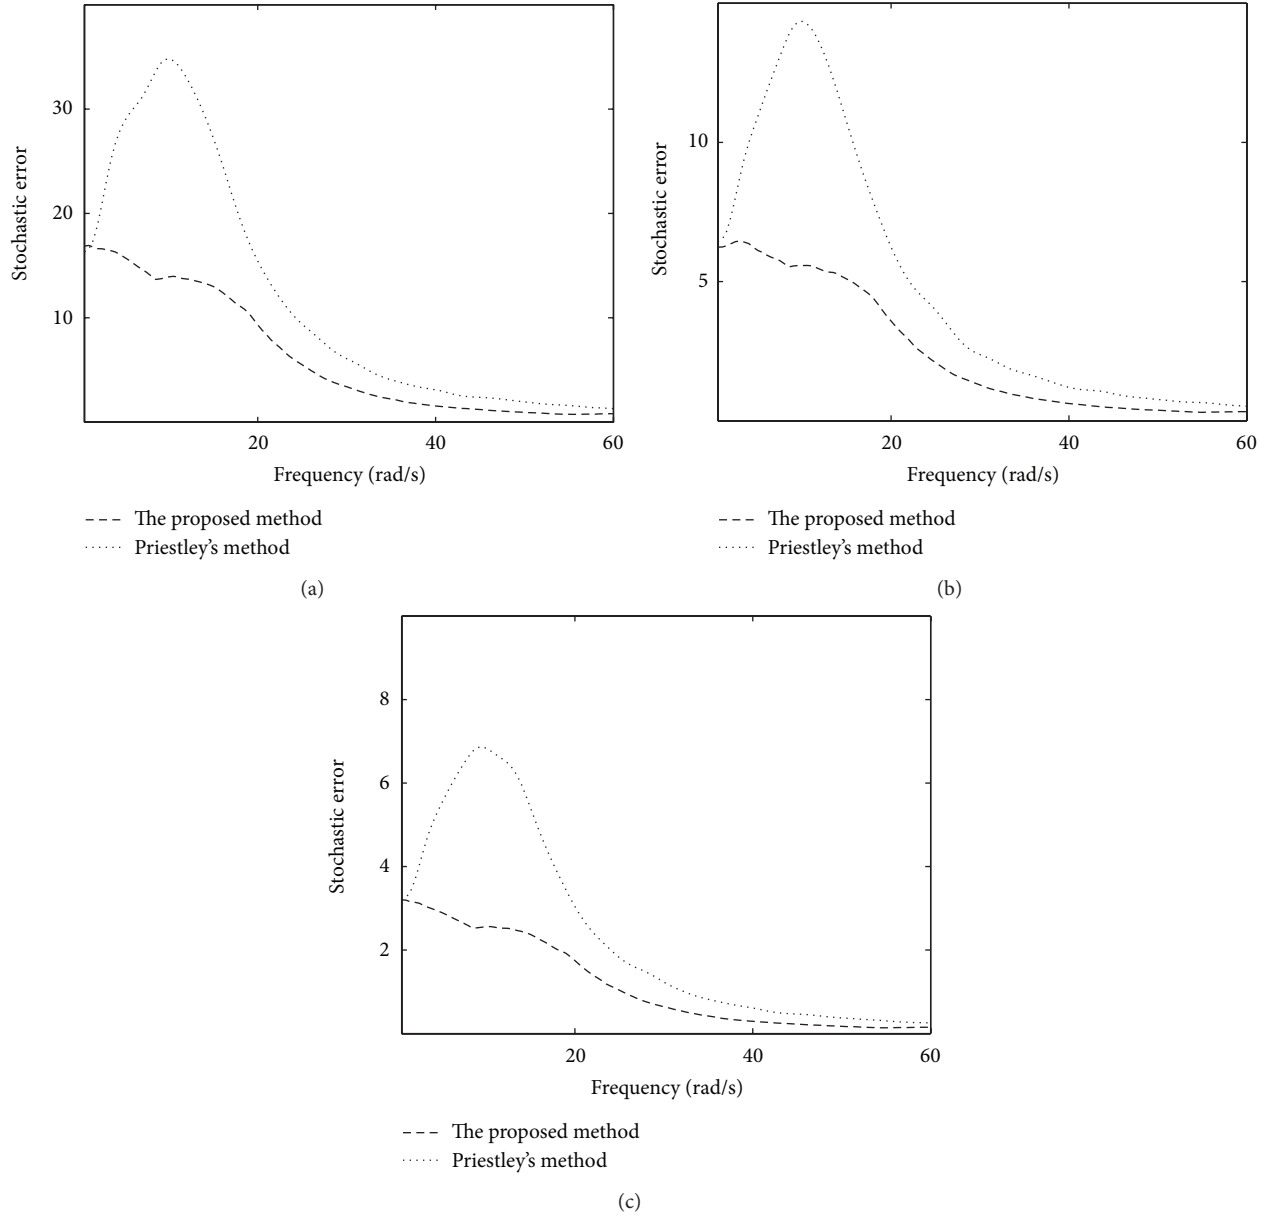 30
20
10
Stochastic error
20
40
60
Frequency (rad/s)
The proposed method
Priestley's method
(a)
10
5
Stochastic error
20
40
60
Frequency (rad/s)
The proposed method
Priestley's method
(b)
8
6
4
2
Stochastic error
20
40
60
Frequency (rad/s)
The proposed method
Priestley's method
(c)